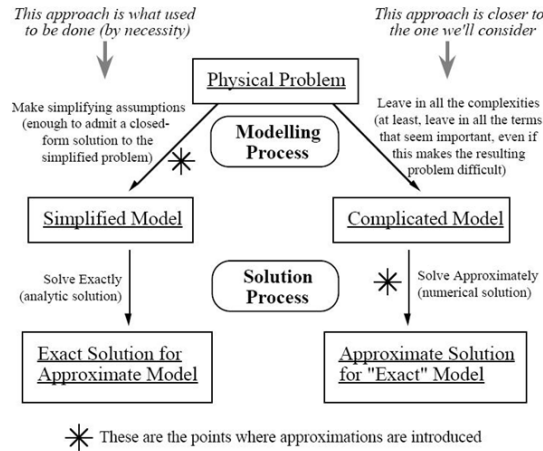 This approach is what used
to be done (by necessity)
This approach is closer to
the one we'll consider
Physical Problem
Make simplifying assumptions
(enough to admit a closed-
form solution to the
simplified problem)
Modelling
Process
Leave in all the complexities
(at least, leave in all the terms
that seem important, even if
this makes the resulting
problem difficult)
Simplified Model
Complicated Model
Solve Exactly
(analytic solution)
Solution
Process
Solve Approximately
(numerical solution)
Exact Solution for
Approximate Model
Approximate Solution
for "Exact" Model
These are the points where approximations are introduced